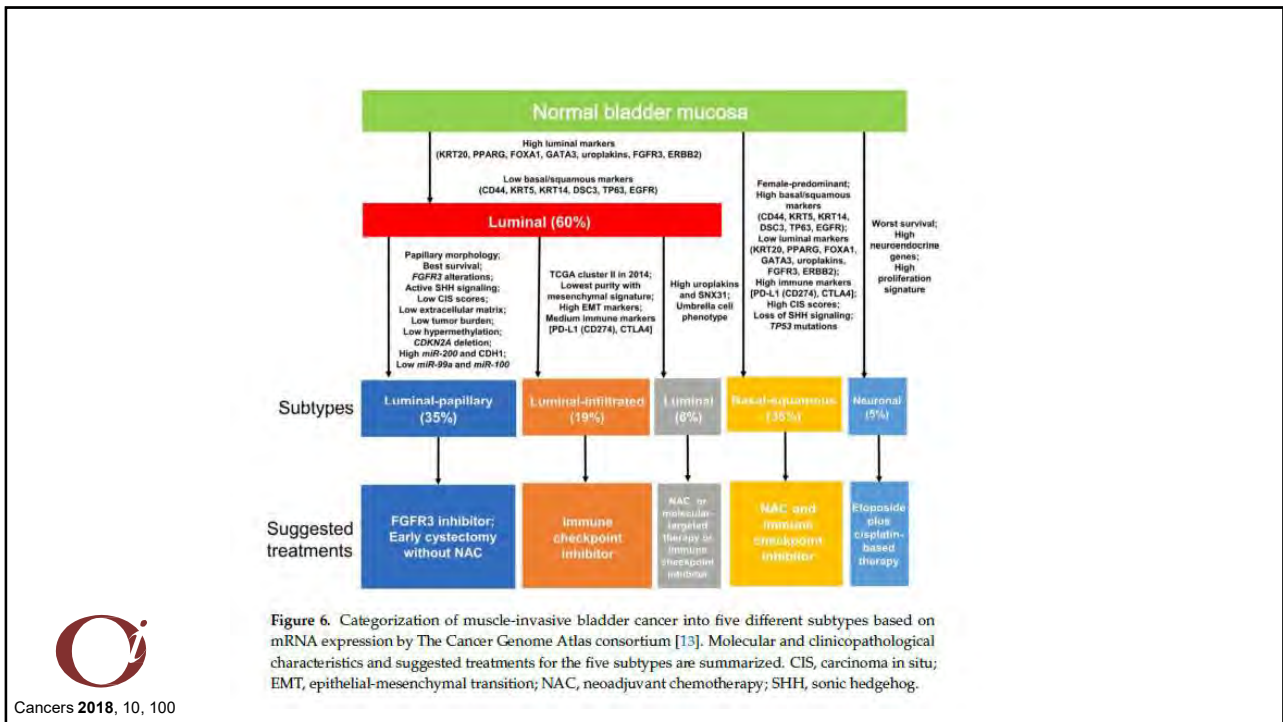 Normal bladder mucosa
High luminal markers
(KRT20, PPARG, FOXA1, GATA3, uroplakins, FGFR3, ERBB2)
Low basal/squamous markers
(CD44, KRT5, KRT14, DSC3, TP63, EGFR)
Luminal (60%)
Papillary morphology;
Best survival;
FGFR3 alterations;
Active SHH signaling;
Low CIS scores;
Low extracellular matrix;
Low tumor burden;
Low hypermethylation;
CDKN2A deletion;
High miR-200 and CDH1;
Low miR-99a and miR-100
TCGA cluster II in 2014;
Lowest purity with
mesenchymal signature;
High EMT markers;
Medium immune markers
[PD-L1 (CD274), CTLA4]
High uroplakins
and SNX31;
Umbrella cell
phenotype
Female-predominant;
High basal/squamous
markers
(CD44, KRT5, KRT14,
DSC3, TP63, EGFR);
Low luminal markers
(KRT20, PPARG, FOXA1,
GATA3, uroplakins,
FGFR3, ERBB2);
High immune markers
[PD-L1 (CD274), CTLA4];
High CIS scores;
Loss of SHH signaling;
TP53 mutations
Worst survival;
High
neuroendocrine
genes;
High
proliferation
signature
Subtypes
Luminal-papillary
(35%)
Luminal-infiltrated
(19%)
Luminal
(6%)
Basal-squamous
(35%)
Neuronal
(5%)
Suggested
treatments
FGFR3 inhibitor;
Early cystectomy
without NAC
Immune
checkpoint
inhibitor
NAC or
molecular-
targeted
therapy or
immune
checkpoint
inhibitor
NAC and
immune
checkpoint
inhibitor
Etoposide
plus
cisplatin-
based
therapy
Figure 6. Categorization of muscle-invasive bladder cancer into five different subtypes based on
mRNA expression by The Cancer Genome Atlas consortium [13]. Molecular and clinicopathological
characteristics and suggested treatments for the five subtypes are summarized. CIS, carcinoma in situ;
EMT, epithelial-mesenchymal transition; NAC, neoadjuvant chemotherapy; SHH, sonic hedgehog.
Oi
Cancers 2018, 10, 100